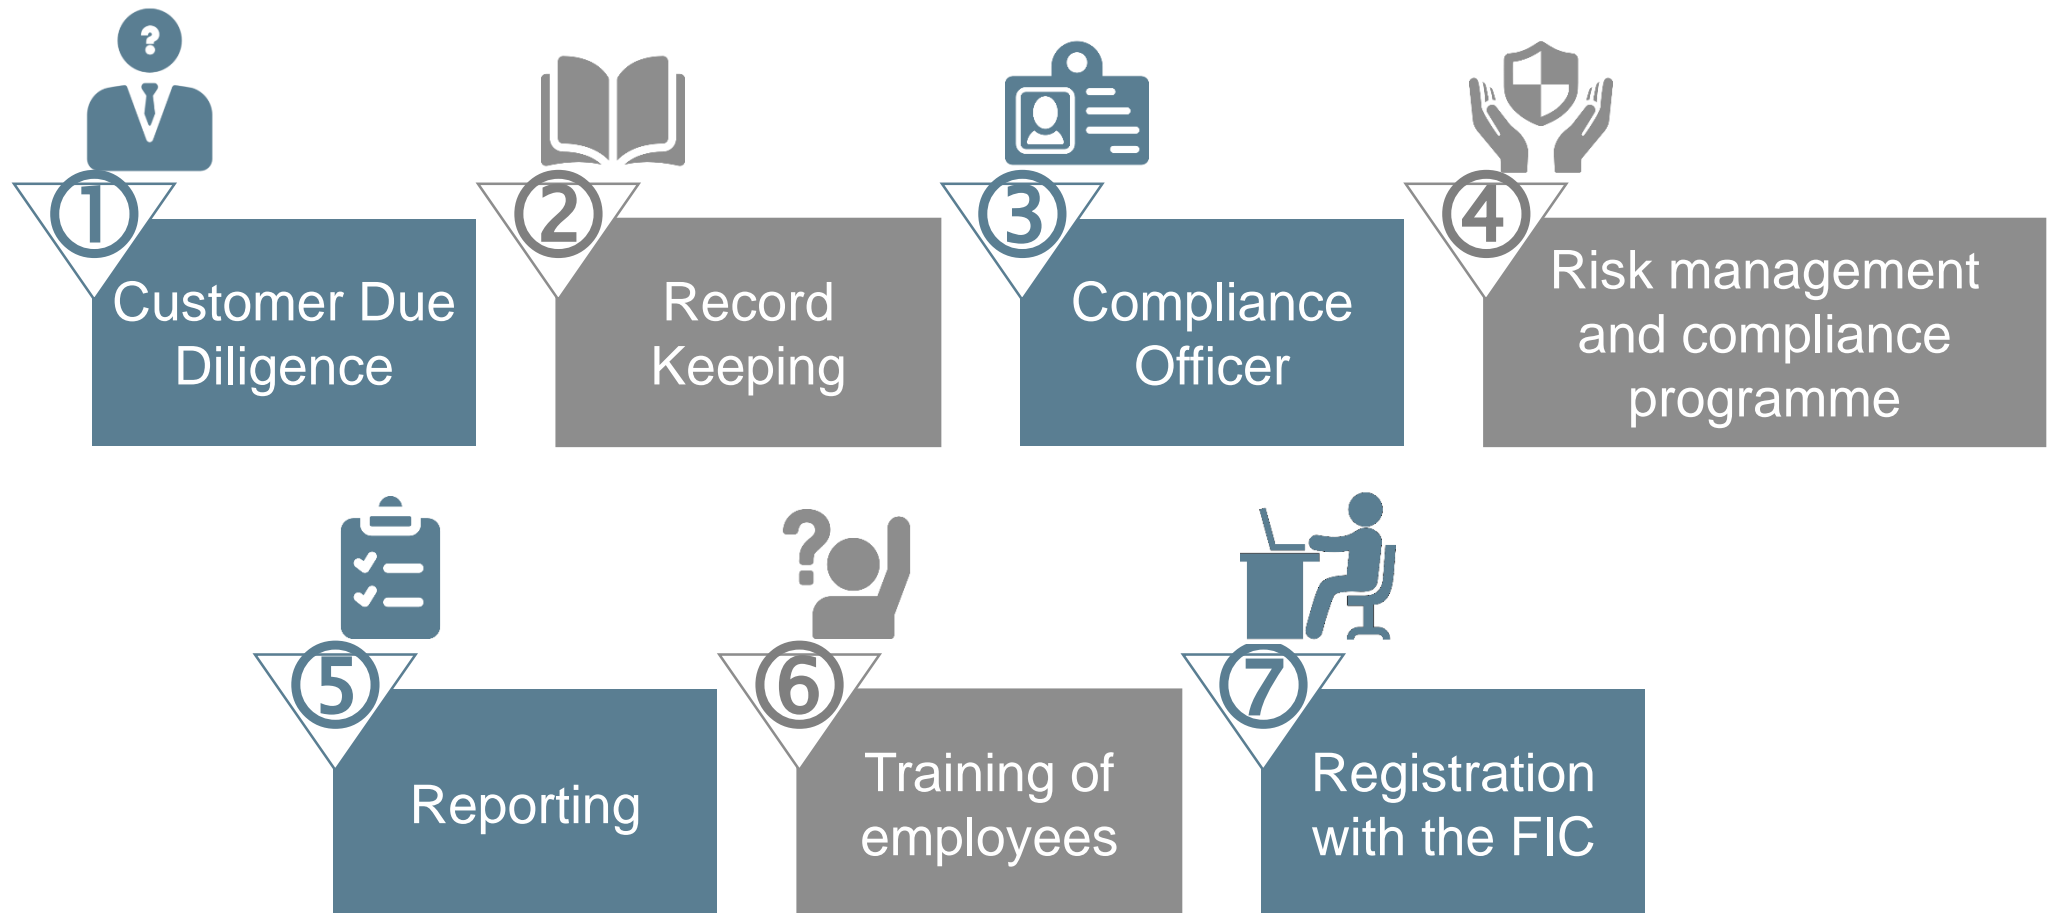 ?
1
Customer Due
Diligence
2
Record
Keeping
3
Compliance
Officer
4
Risk management
and compliance
programme
5
Reporting
?
6
Training of
employees
7
Registration
with the FIC